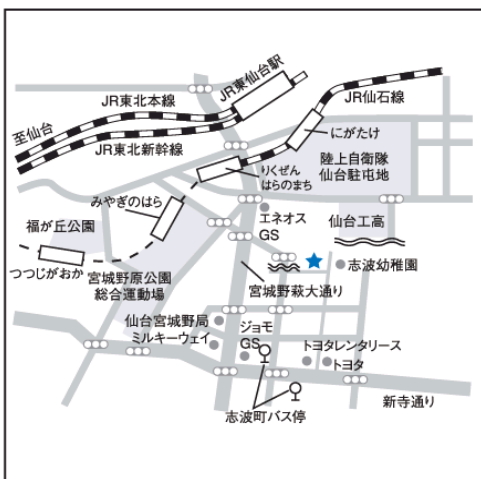 JR東仙台駅
JR東北本線
JR仙石線
至仙台
JR東北新幹線
にがたけ
りくぜん
はらのまち
陸上自衛隊
仙台駐屯地
みやぎのはら
福が丘公園
エネオス
GS
仙台工高
つつじがおか
宮城野原公園
総合運動場
志波幼稚園
宮城野萩大通り
仙台宮城野局
ミルキーウェイ
ジョモ
GS
トヨタレンタリース
トヨタ
新寺通り
志波町バス停